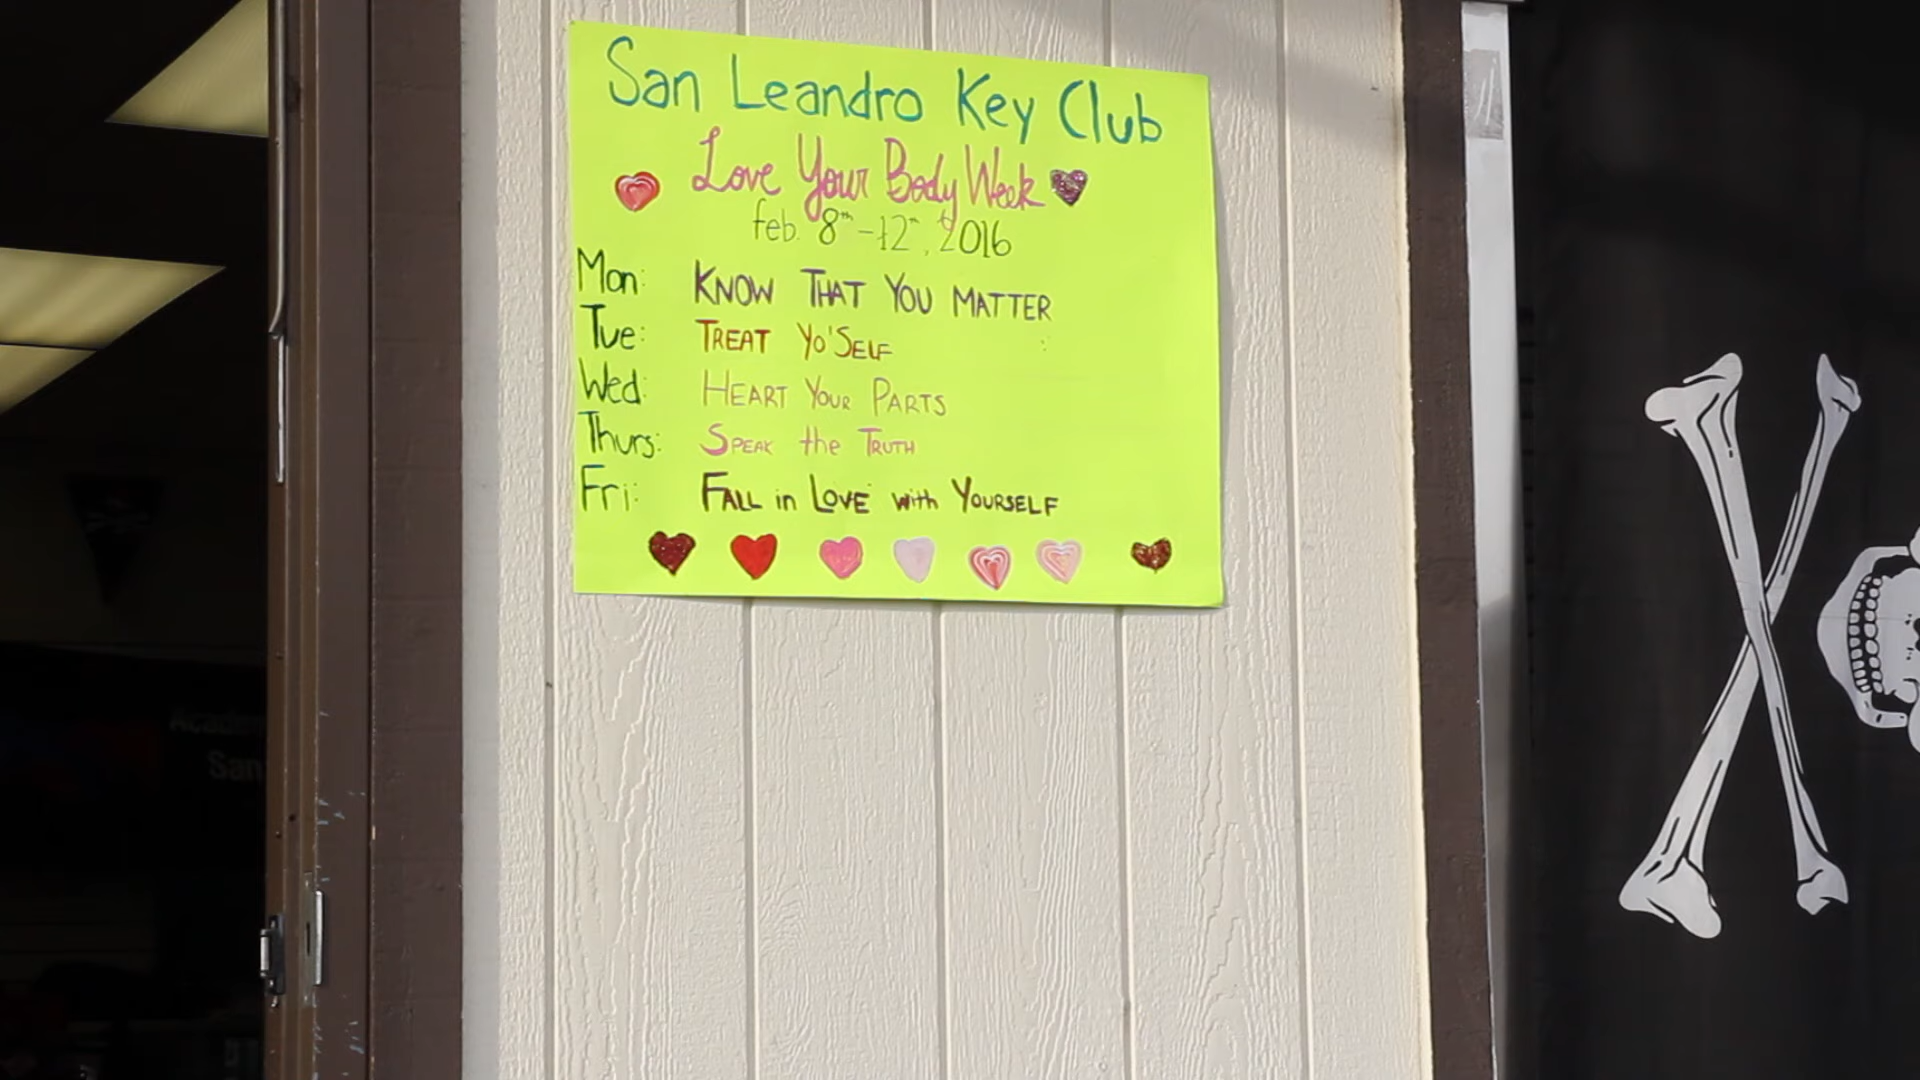 San Leandro Key Club
Love Your Body Week
feb. 8th-12th, 2016
Mon: KNOW THAT YOU MATTER
Tue: TREAT YO'SELF
Wed: HEART YOUR PARTS
Thurs: SPEAK the TRUTH
Fri: FALL in LOVE with YOURSELF
San